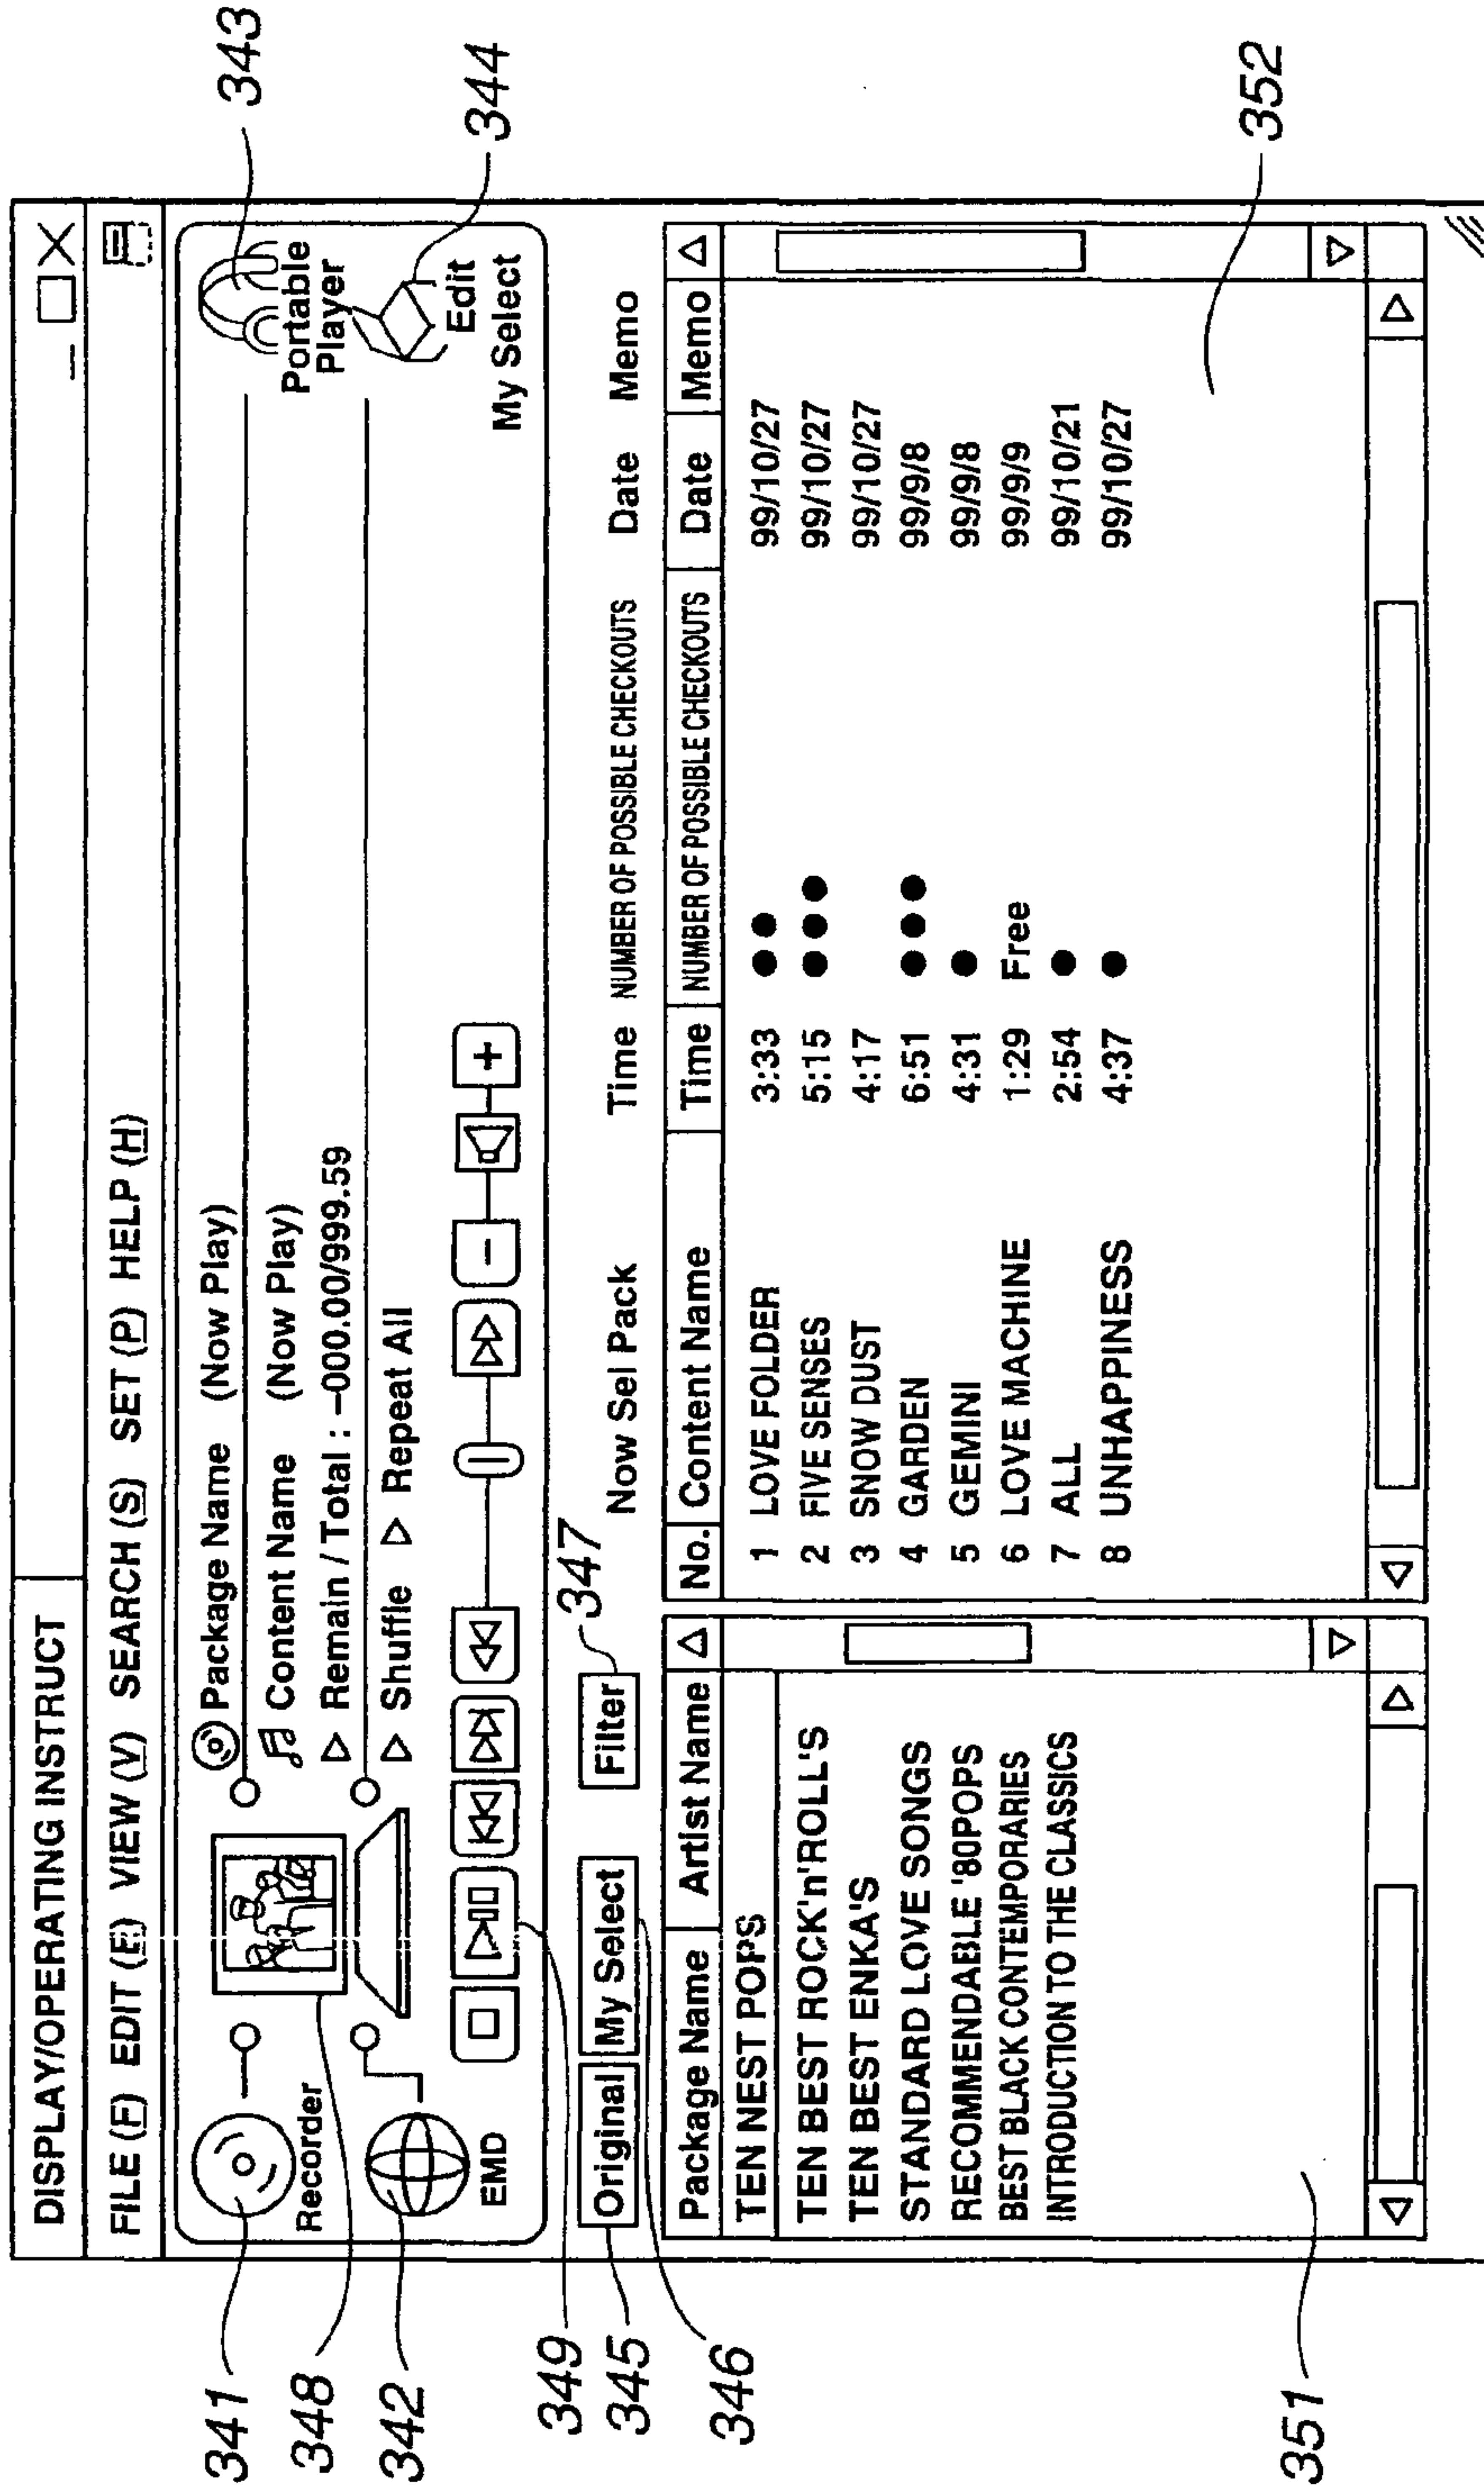 DISPLAY/OPERATING INSTRUCT
FILE (F) EDIT (E) VIEW (V) SEARCH (S) SET (P) HELP (H)
341
Recorder
348
342
EMD
Package Name (Now Play)
Content Name (Now Play)
Remain / Total : –000.00/999.59
Shuffle Repeat All
Portable
Player
343
344
Edit
My Select
349
345
346
Original My Select Filter
347
Now Sel Pack Time NUMBER OF POSSIBLE CHECKOUTS Date Memo
Package Name Artist Name
TEN NEST POPS
TEN BEST ROCK'n'ROLL'S
TEN BEST ENKA'S
STANDARD LOVE SONGS
RECOMMENDABLE '80POPS
BEST BLACK CONTEMPORARIES
INTRODUCTION TO THE CLASSICS
351
No. Content Name Time NUMBER OF POSSIBLE CHECKOUTS Date Memo
1 LOVE FOLDER 3:33 ●● 99/10/27
2 FIVE SENSES 5:15 ●●● 99/10/27
3 SNOW DUST 4:17 99/10/27
4 GARDEN 6:51 ●●● 99/9/8
5 GEMINI 4:31 ● 99/9/8
6 LOVE MACHINE 1:29 Free 99/9/9
7 ALL 2:54 ● 99/10/21
8 UNHAPPINESS 4:37 ● 99/10/27
352